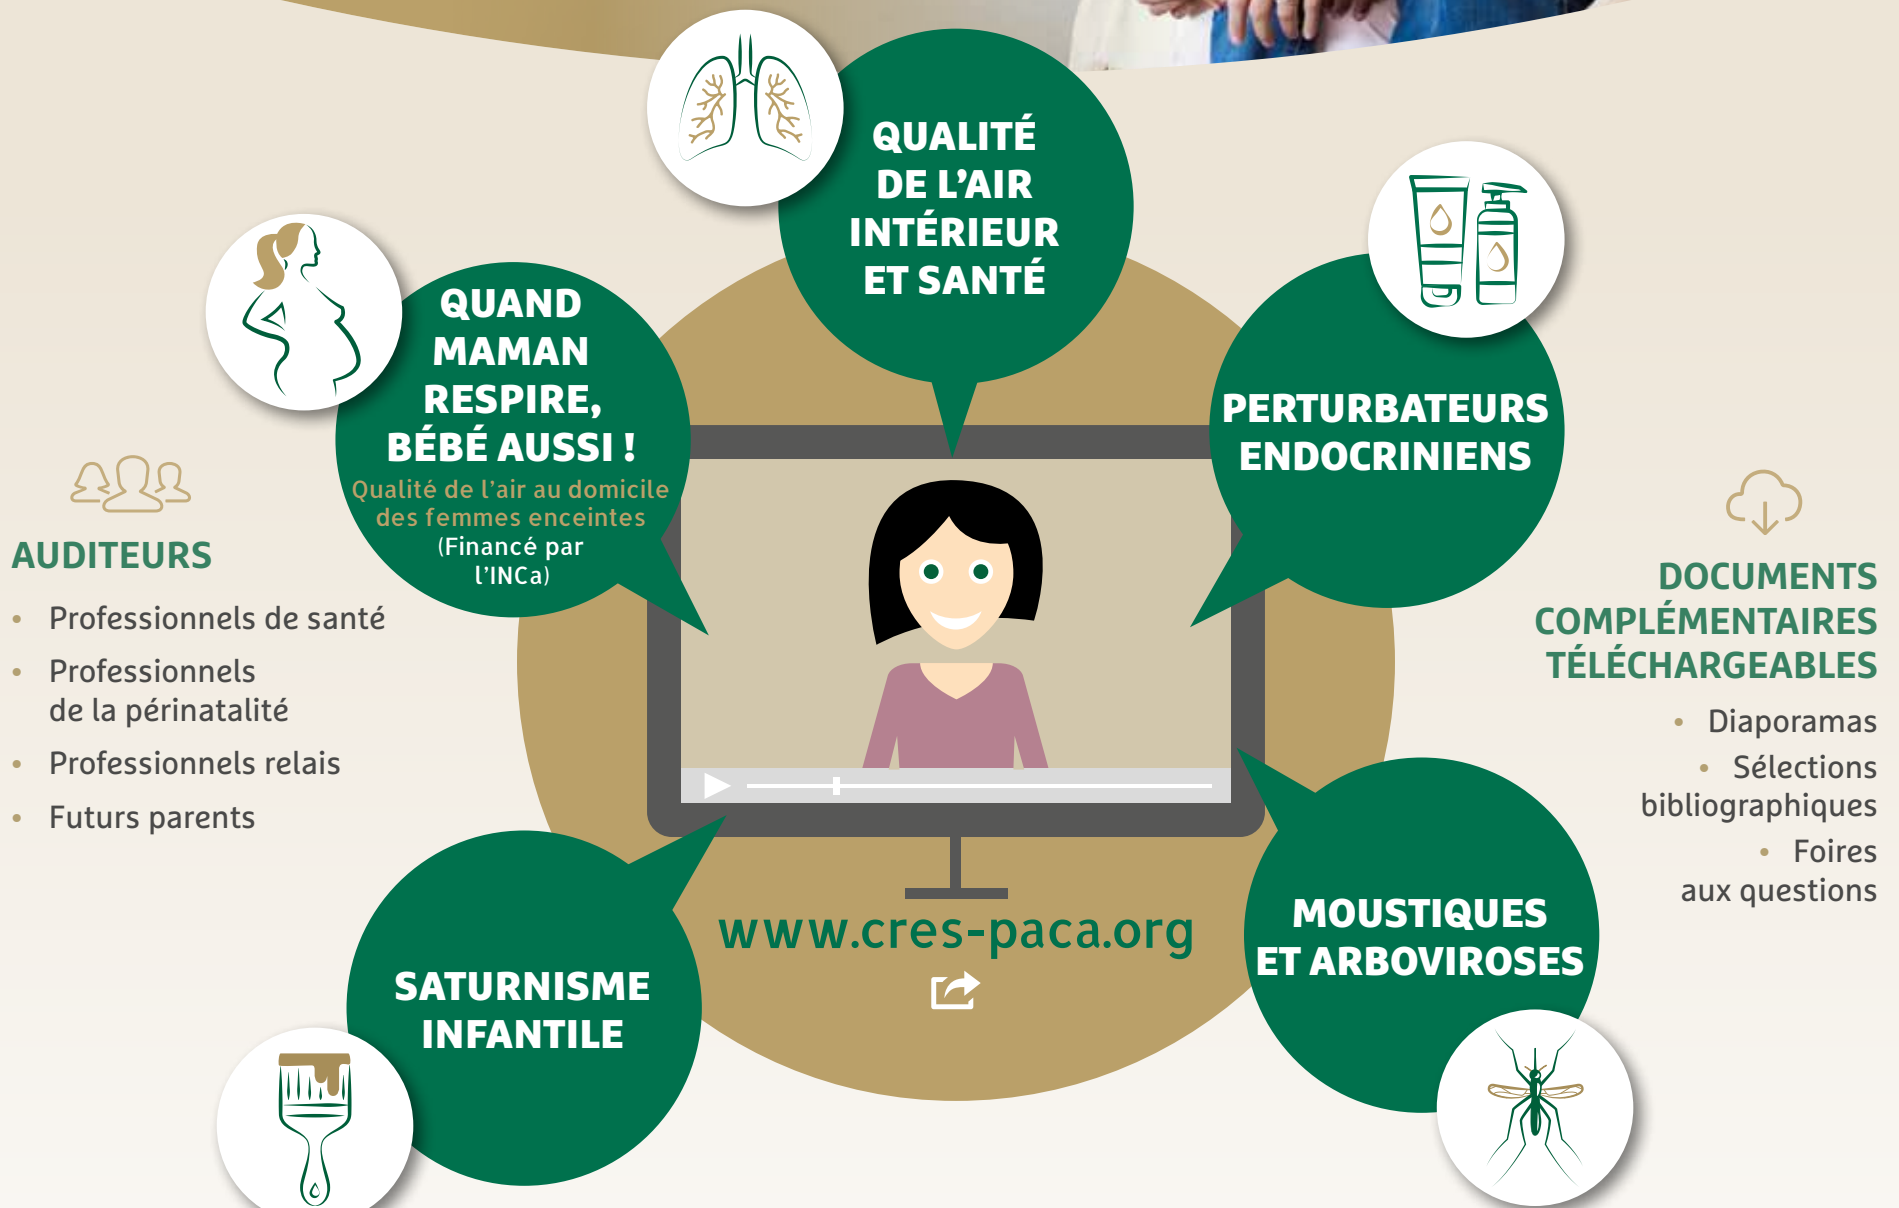 QUALITÉ
DE L'AIR
INTÉRIEUR
ET SANTÉ
QUAND
MAMAN
RESPIRE,
BÉBÉ AUSSI !
Qualité de l'air au domicile
des femmes enceintes
(Financé par
l'INCa)
PERTURBATEURS
ENDOCRINIENS
AUDITEURS
• Professionnels de santé
• Professionnels
de la périnatalité
• Professionnels relais
• Futurs parents
DOCUMENTS
COMPLÉMENTAIRES
TÉLÉCHARGEABLES
• Diaporamas
• Sélections
bibliographiques
• Foires
aux questions
SATURNISME
INFANTILE
www.cres-paca.org
MOUSTIQUES
ET ARBOVIROSES